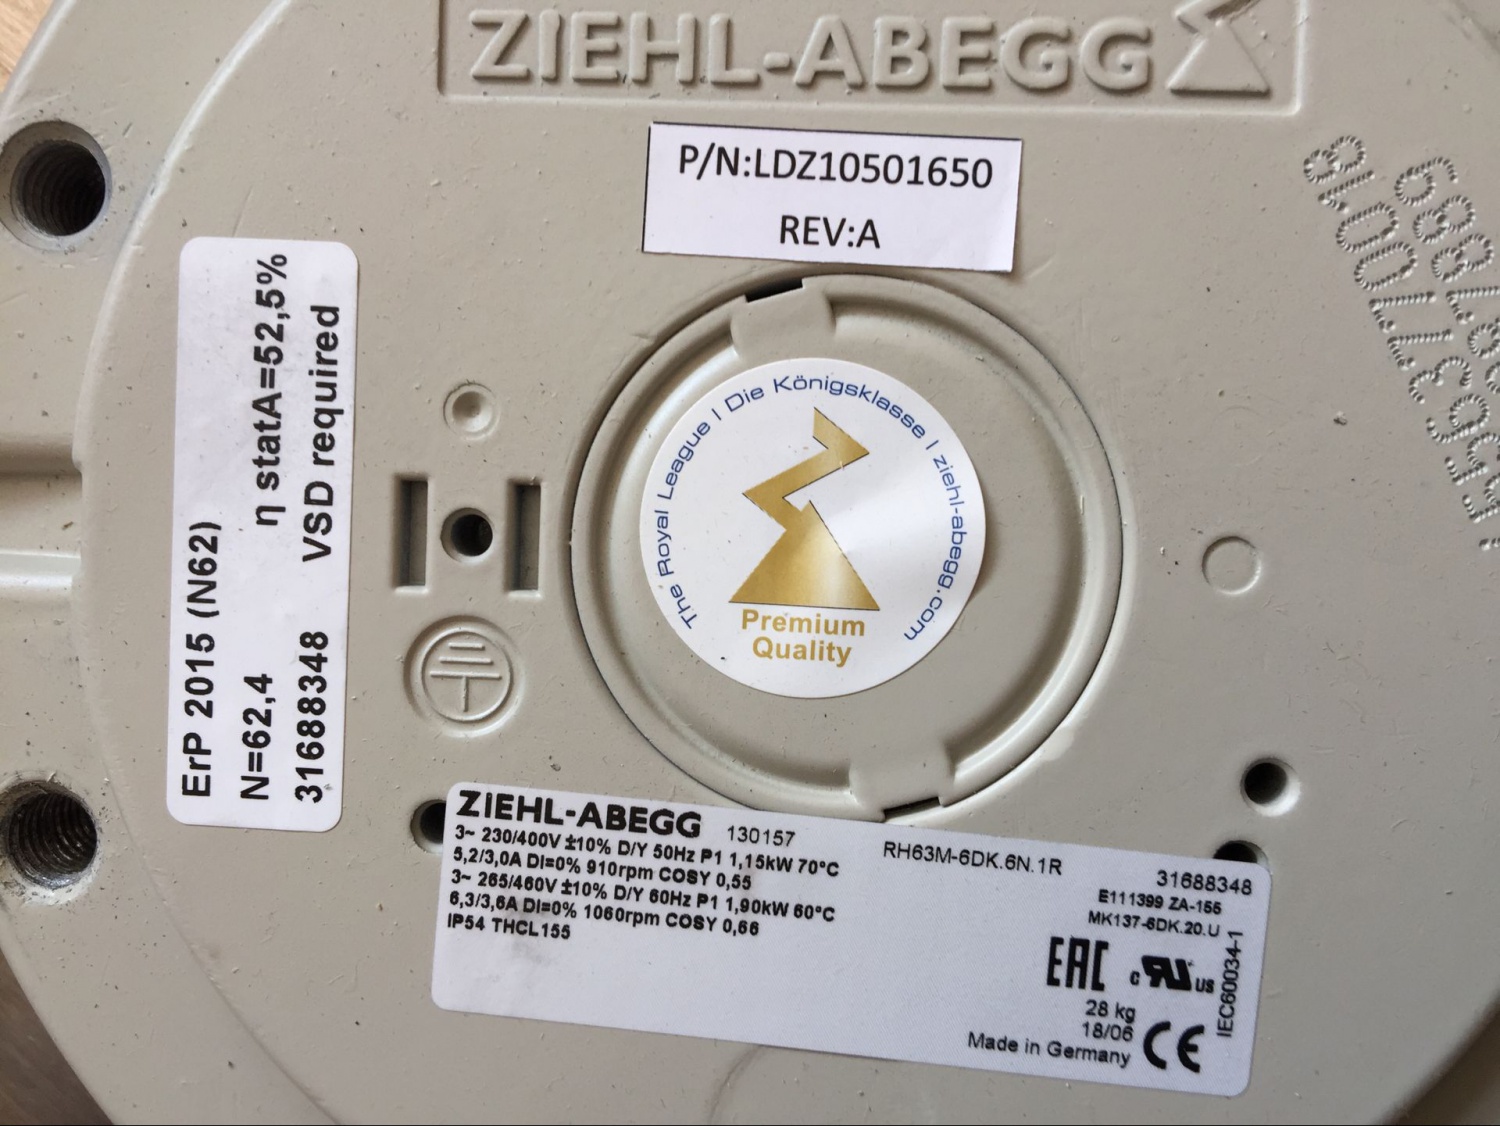 ZIEHL-ABEGG
P/N:LDZ10501650
REV:A
ErP 2015 (N62)
N=62,4 η statA=52,5%
31688348 VSD required
The Royal League | Die Königsklasse | ziehl-abegg.com
Premium
Quality
ZIEHL-ABEGG 130157 RH63M-6DK.6N.1R 31688348
3~ 230/400V ±10% D/Y 50Hz P1 1,15kW 70°C
5,2/3,0A DI=0% 910rpm COSY 0,55
3~ 265/460V ±10% D/Y 60Hz P1 1,90kW 60°C
6,3/3,6A DI=0% 1060rpm COSY 0,66
IP54 THCL155
E111399 ZA-155
MK137-6DK.20.U
EAC c RU US
IEC60034-1
28 kg
18/06
Made in Germany CE